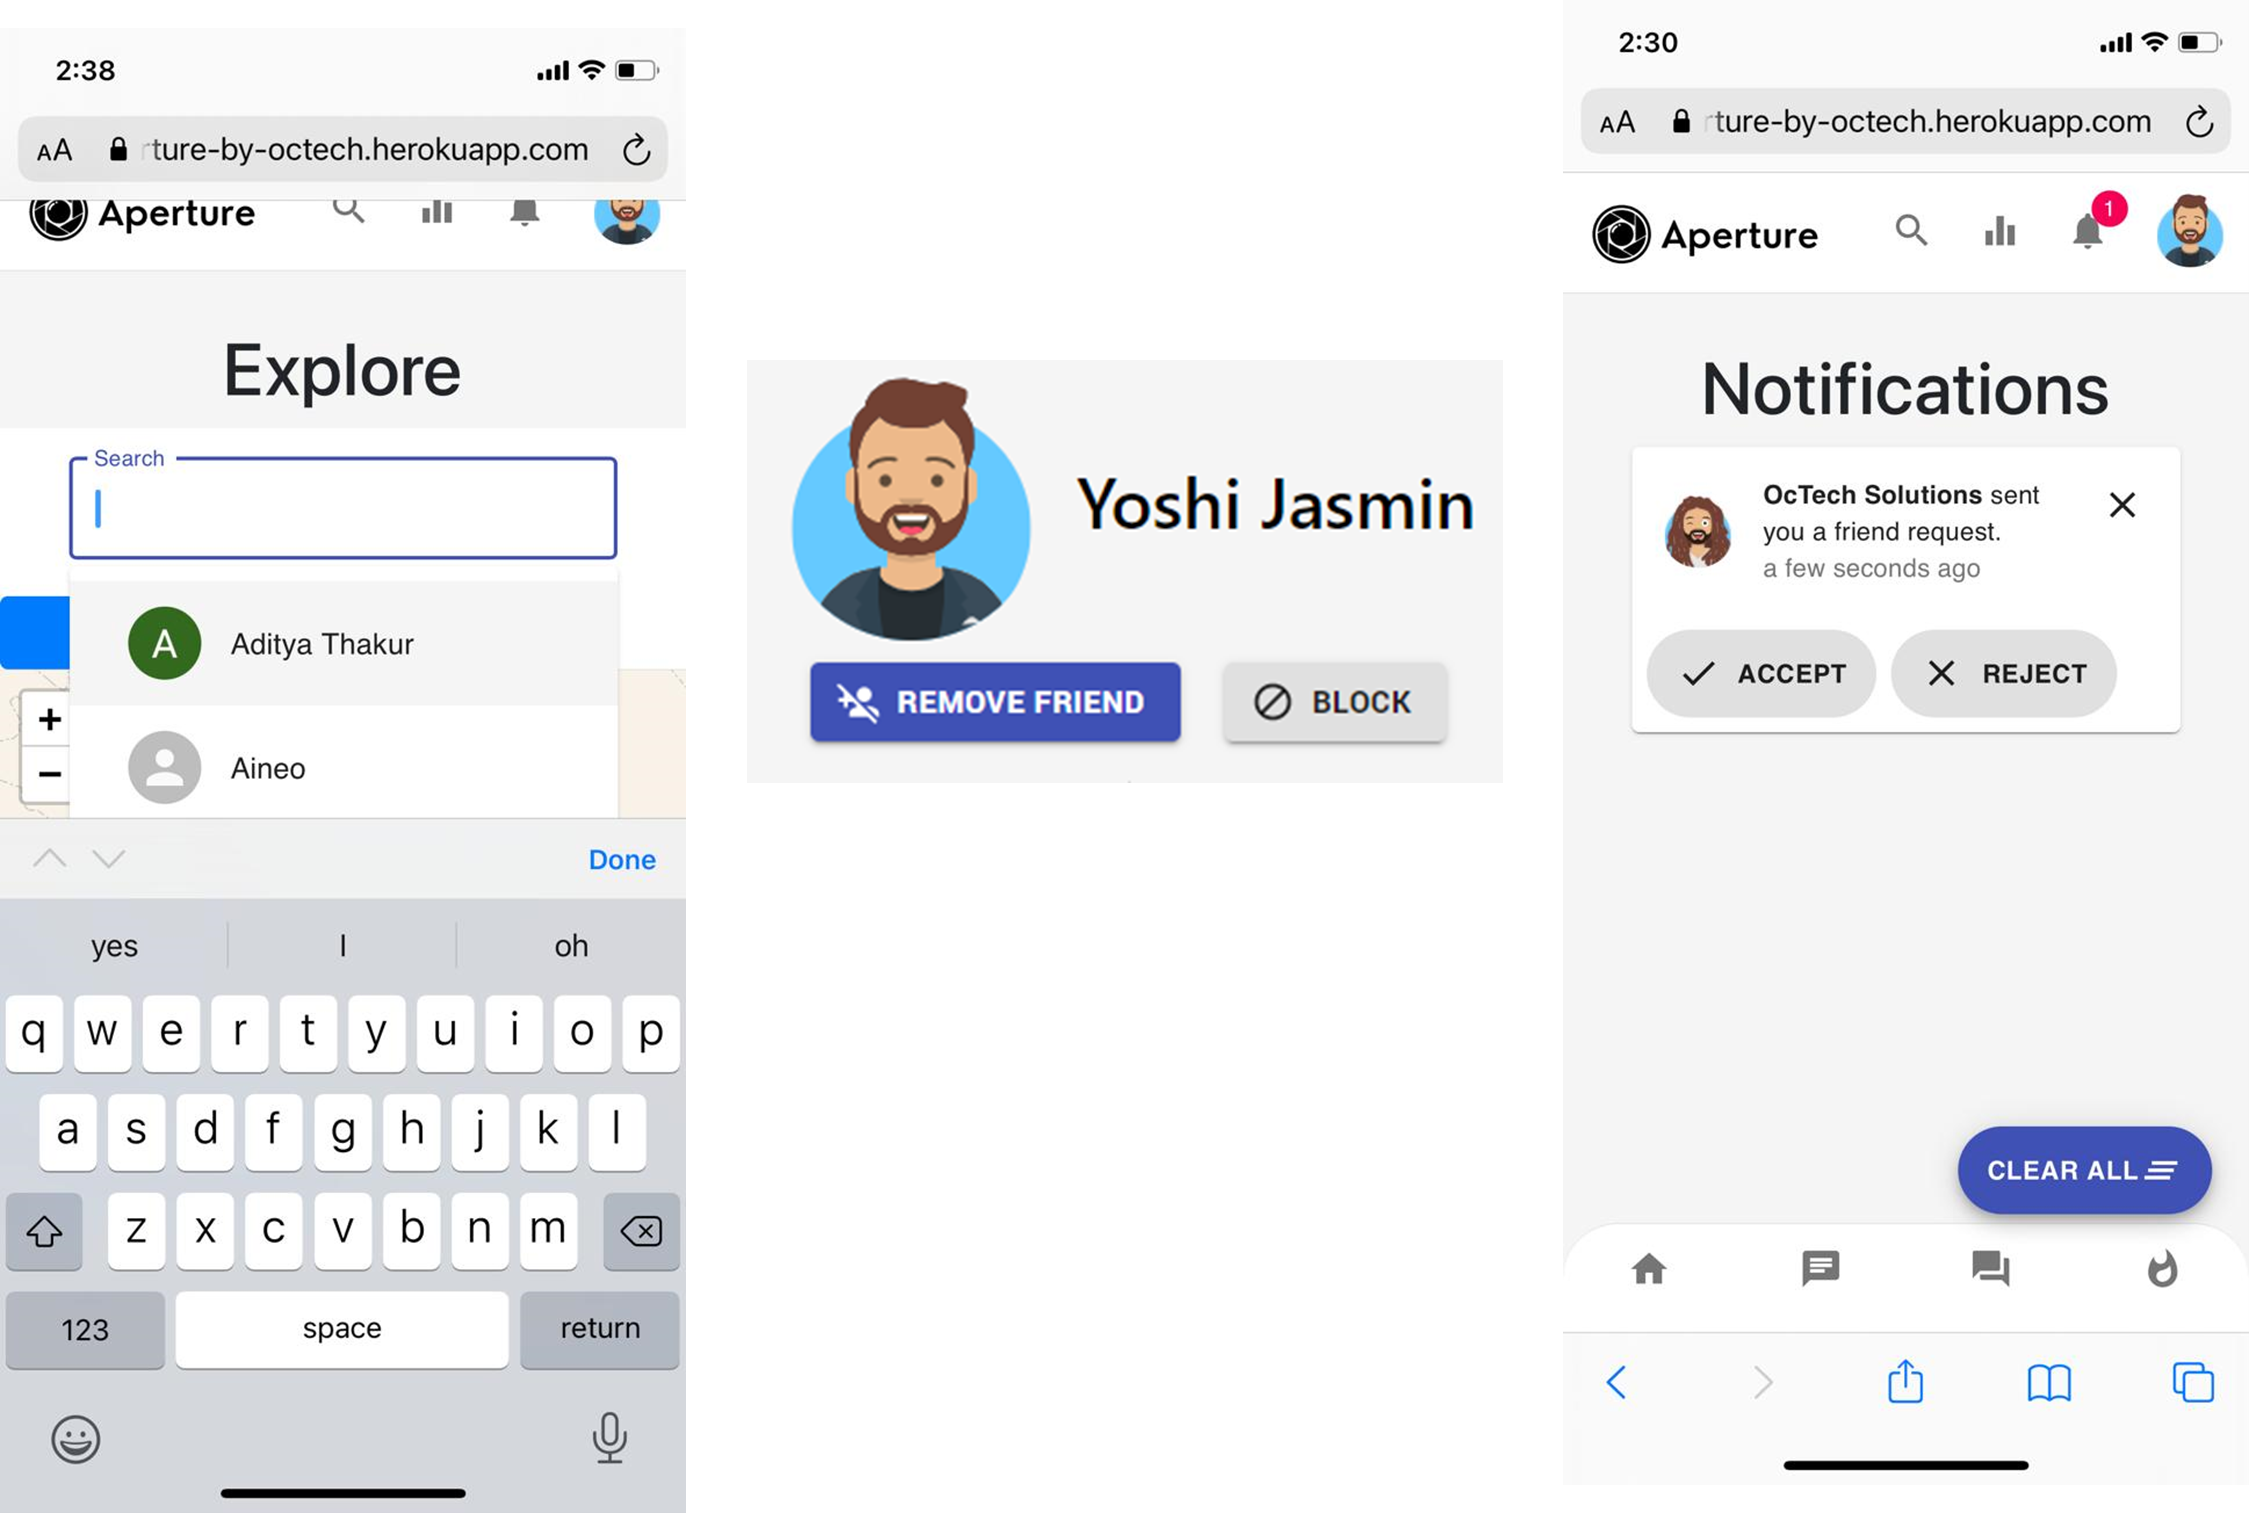 2:38
AA
rture-by-octech.herokuapp.com
Aperture
Explore
Search
A
Aditya Thakur
Aineo
+
−
Done
yes
I
oh
q w e r t y u i o p
a s d f g h j k l
z x c v b n m
123
space
return
Yoshi Jasmin
REMOVE FRIEND
BLOCK
2:30
AA
rture-by-octech.herokuapp.com
Aperture
1
Notifications
OcTech Solutions sent
you a friend request.
a few seconds ago
ACCEPT
REJECT
CLEAR ALL